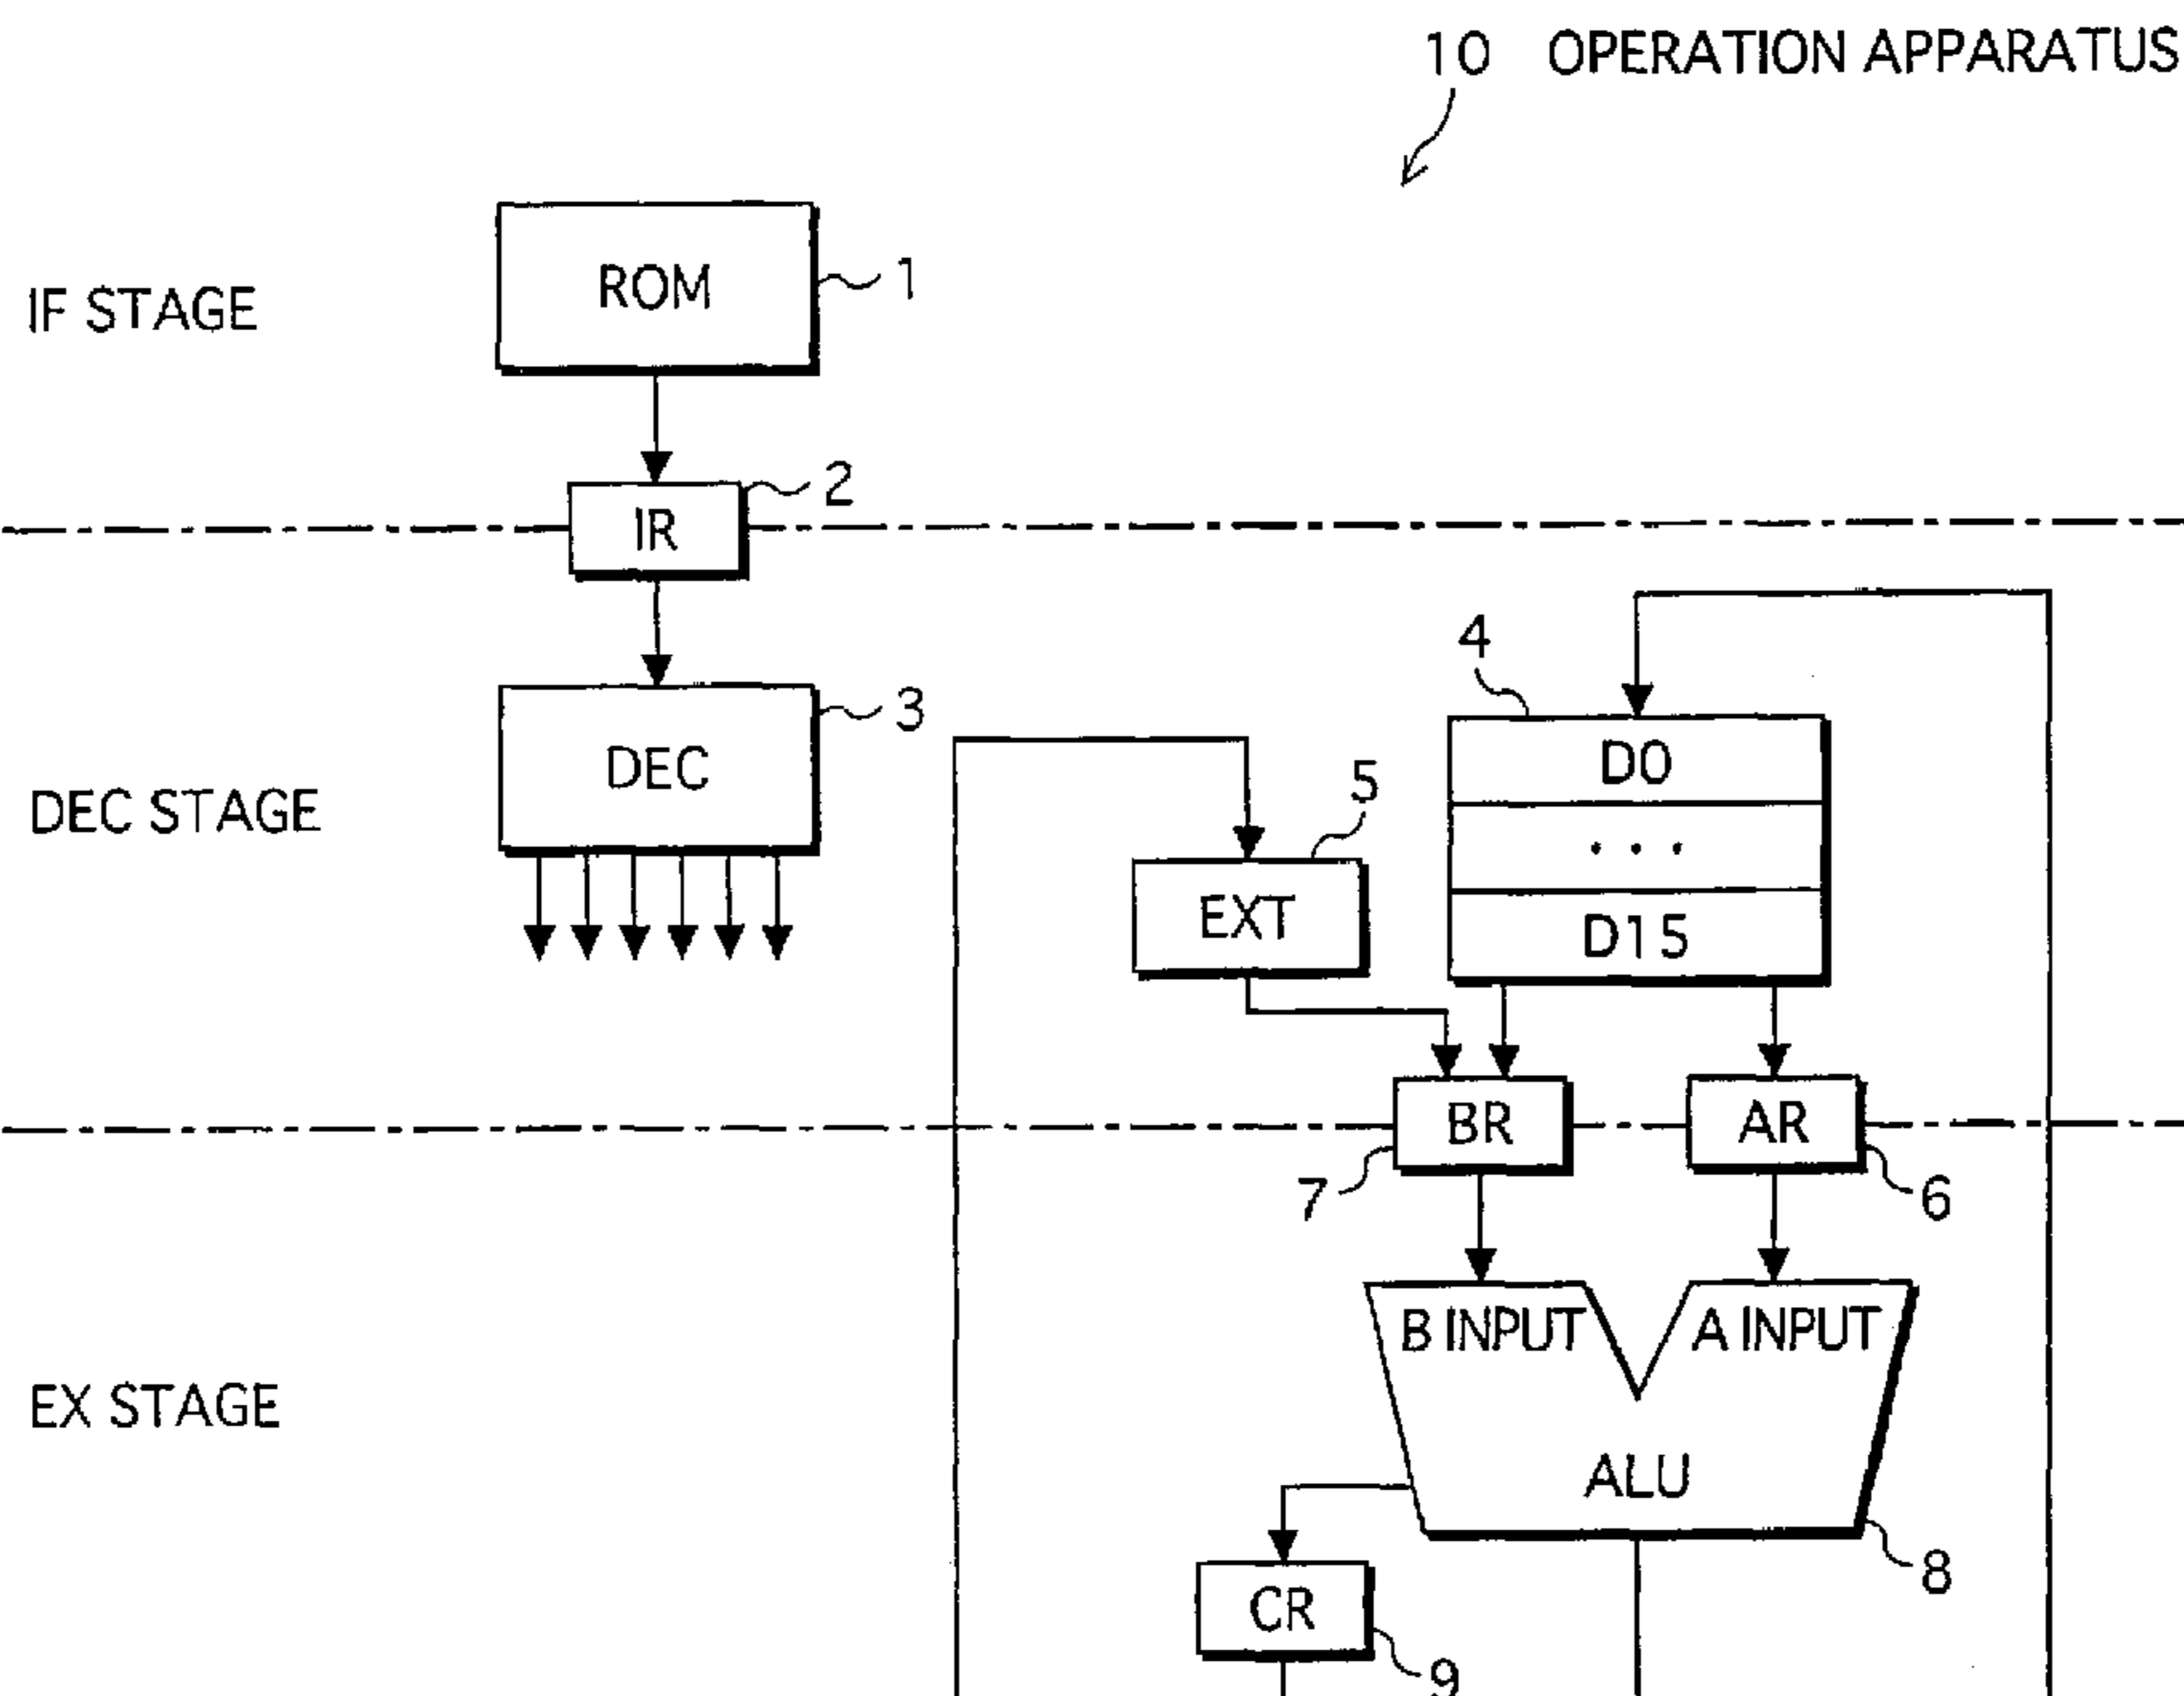 10 OPERATION APPARATUS
ROM
1
IF STAGE
2
IR
4
DEC
3
D0
5
DEC STAGE
• • •
EXT
D15
BR
AR
7
6
B INPUT
A INPUT
EX STAGE
ALU
8
CR
9